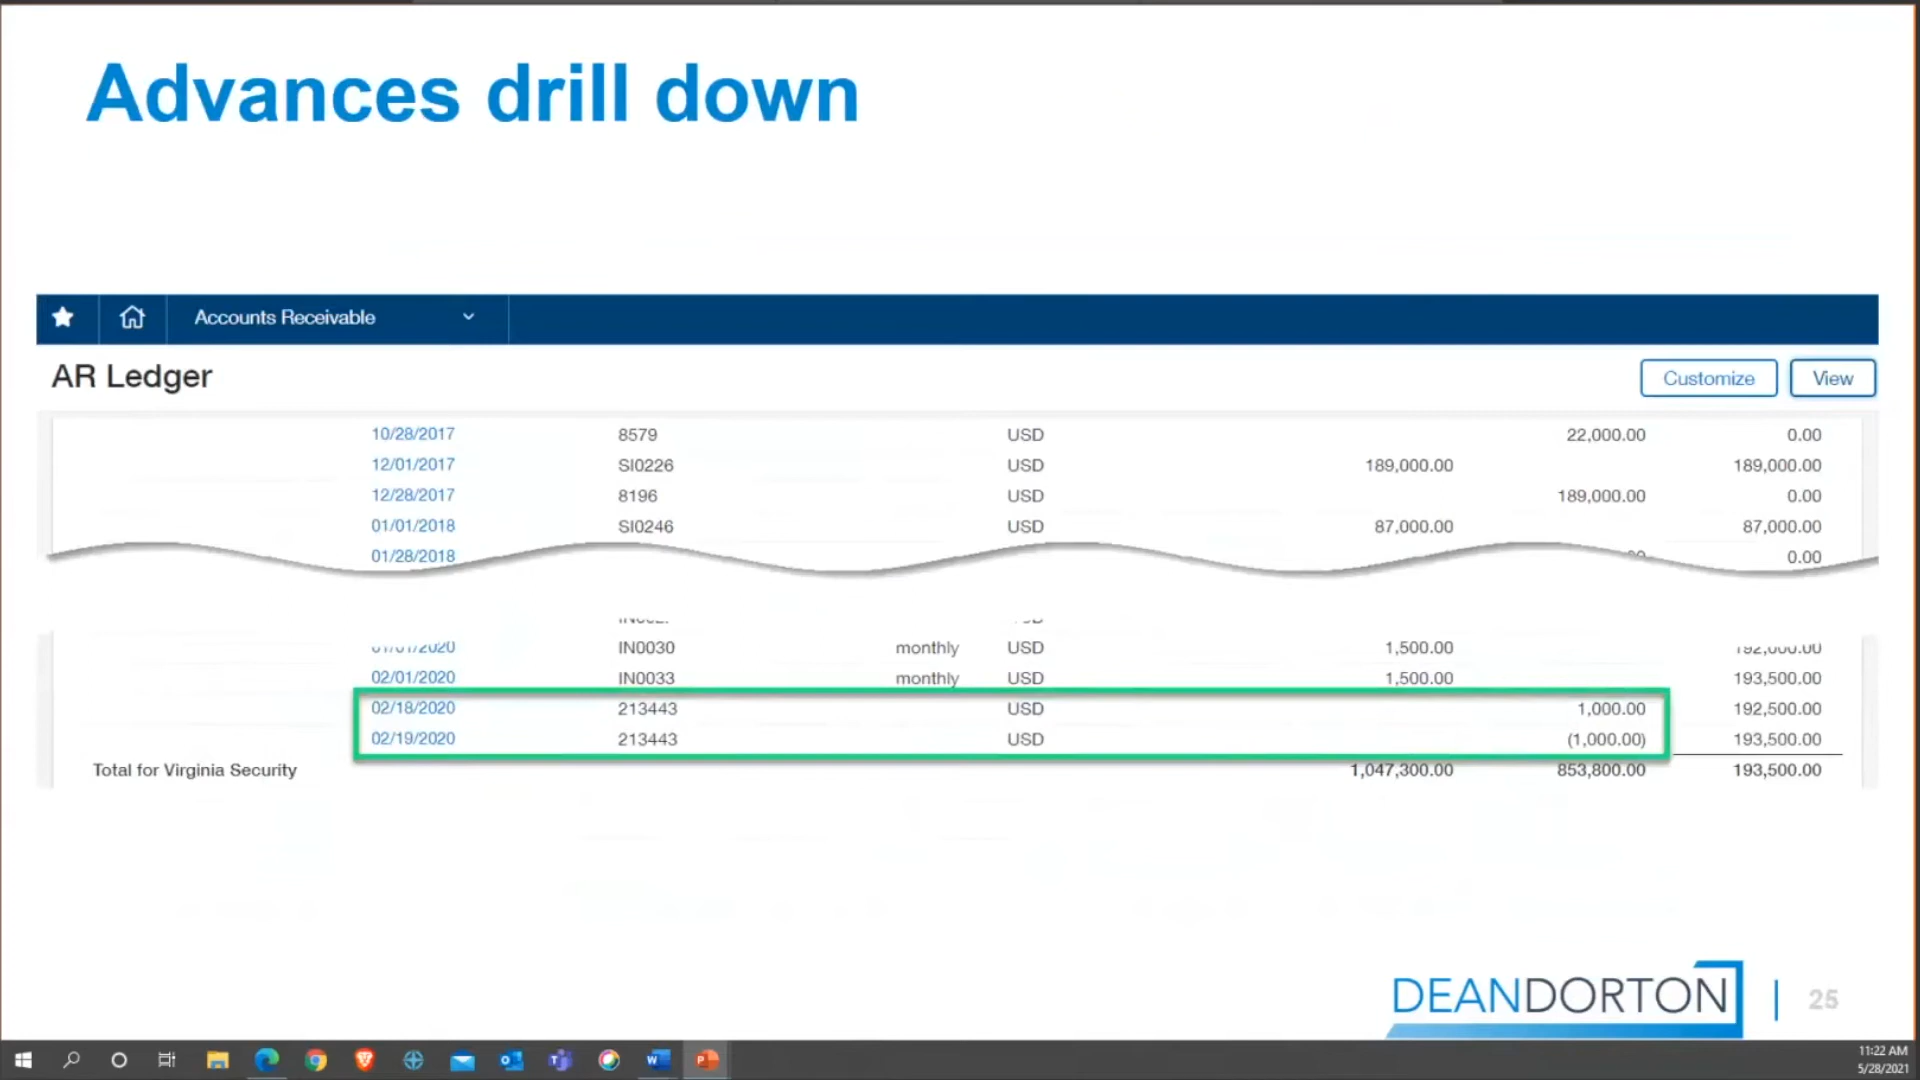 Advances drill down
Accounts Receivable
AR Ledger
Customize View
10/28/2017 8579 USD 22,000.00 0.00
12/01/2017 SI0226 USD 189,000.00 189,000.00
12/28/2017 8196 USD 189,000.00 0.00
01/01/2018 SI0246 USD 87,000.00 87,000.00
01/28/2018 0.00
01/01/2020 IN0030 monthly USD 1,500.00 192,000.00
02/01/2020 IN0033 monthly USD 1,500.00 193,500.00
02/18/2020 213443 USD 1,000.00 192,500.00
02/19/2020 213443 USD (1,000.00) 193,500.00
Total for Virginia Security 1,047,300.00 853,800.00 193,500.00
DEANDORTON | 25
11:22 AM
5/28/2021